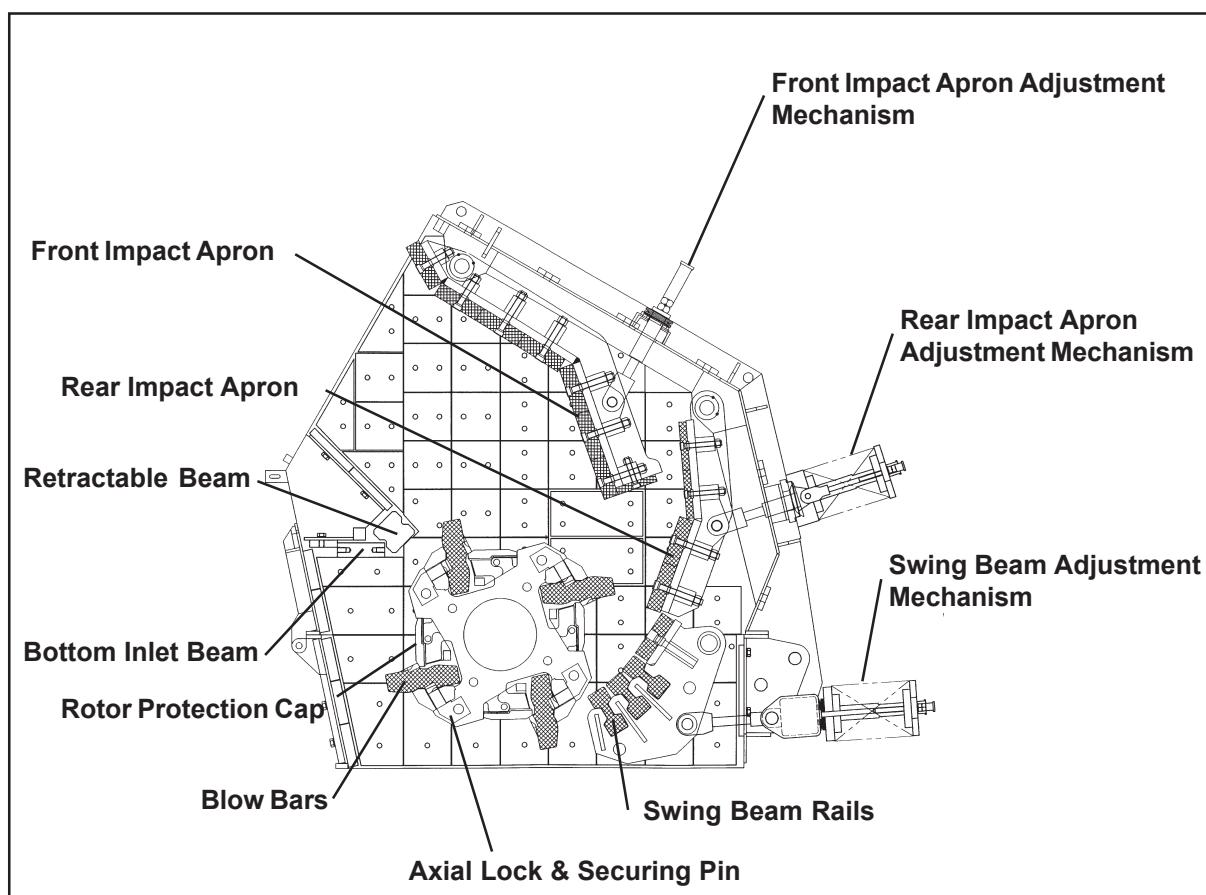 Front Impact Apron Adjustment
Mechanism
Front Impact Apron
Rear Impact Apron
Adjustment Mechanism
Rear Impact Apron
Retractable Beam
Swing Beam Adjustment
Mechanism
Bottom Inlet Beam
Rotor Protection Cap
Blow Bars
Swing Beam Rails
Axial Lock & Securing Pin